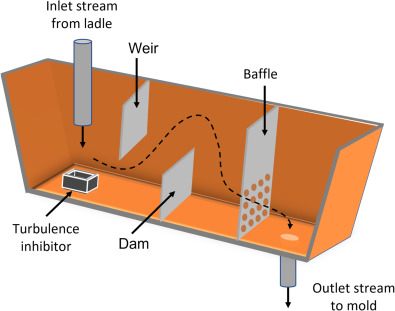 Inlet stream
from ladle
Weir
Baffle
Turbulence
inhibitor
Dam
Outlet stream
to mold